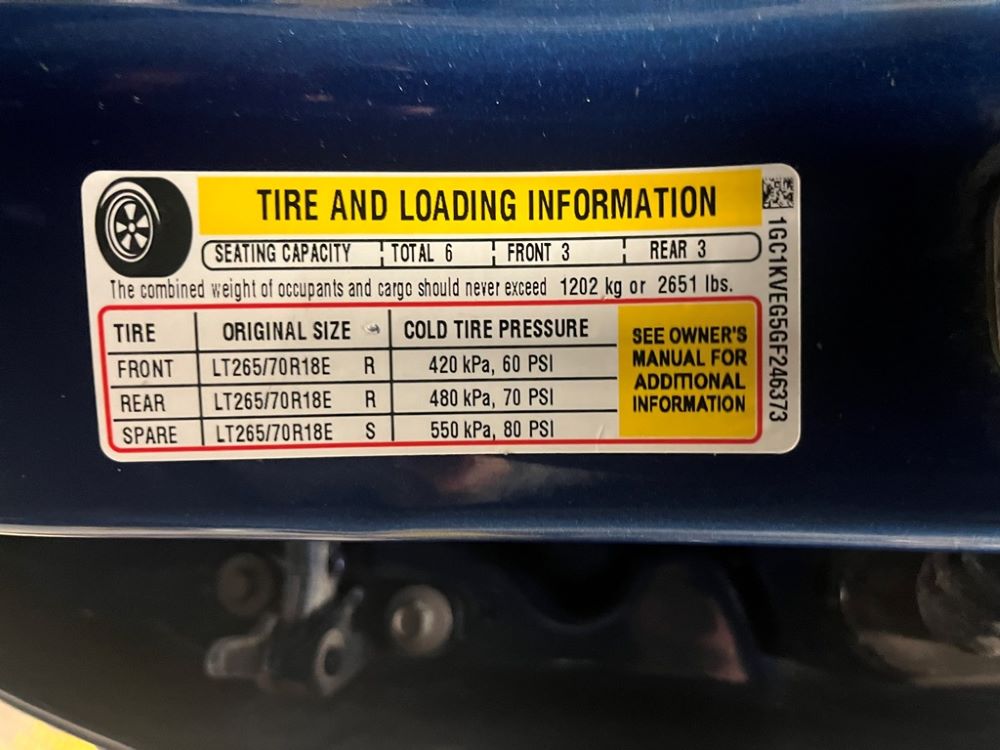 TIRE AND LOADING INFORMATION
SEATING CAPACITY TOTAL 6 FRONT 3 REAR 3
The combined weight of occupants and cargo should never exceed 1202 kg or 2651 lbs.
TIRE ORIGINAL SIZE COLD TIRE PRESSURE
FRONT LT265/70R18E R 420 kPa, 60 PSI
REAR LT265/70R18E R 480 kPa, 70 PSI
SPARE LT265/70R18E S 550 kPa, 80 PSI
SEE OWNER'S
MANUAL FOR
ADDITIONAL
INFORMATION
1GC1KVEG5GF246373